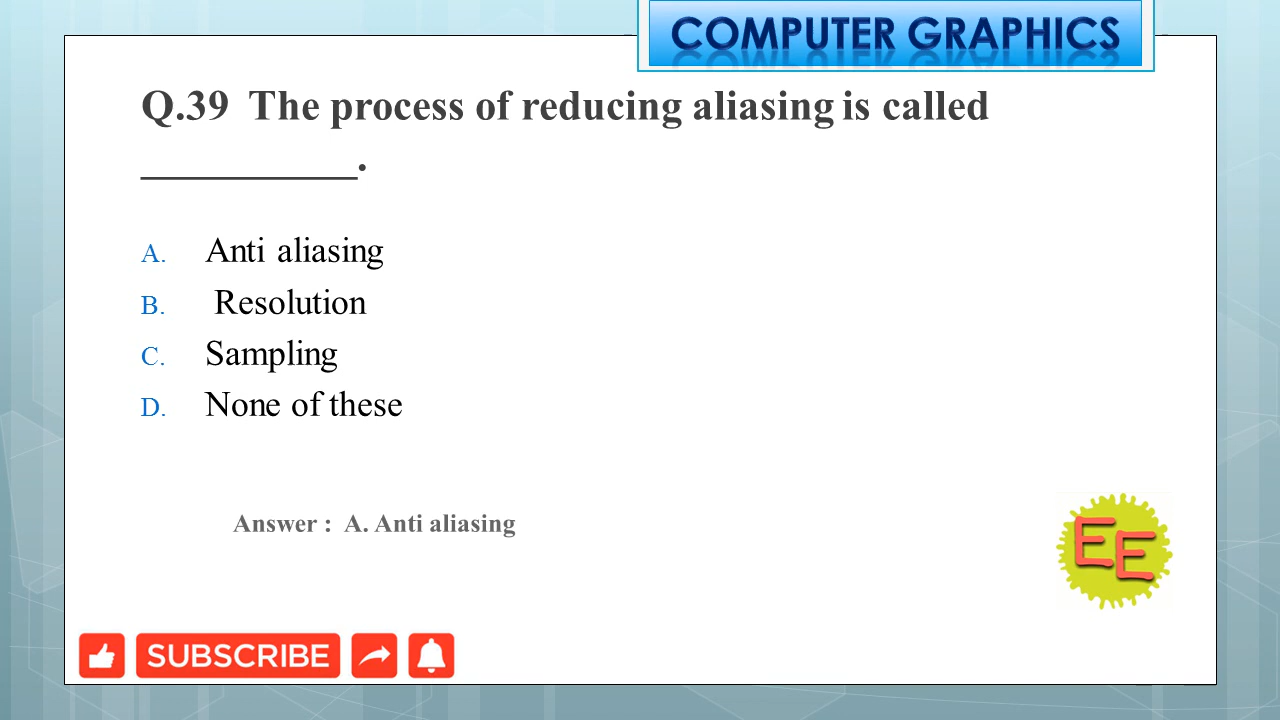 COMPUTER GRAPHICS
Q.39 The process of reducing aliasing is called
__________.
A. Anti aliasing
B. Resolution
C. Sampling
D. None of these
Answer : A. Anti aliasing
EE
SUBSCRIBE